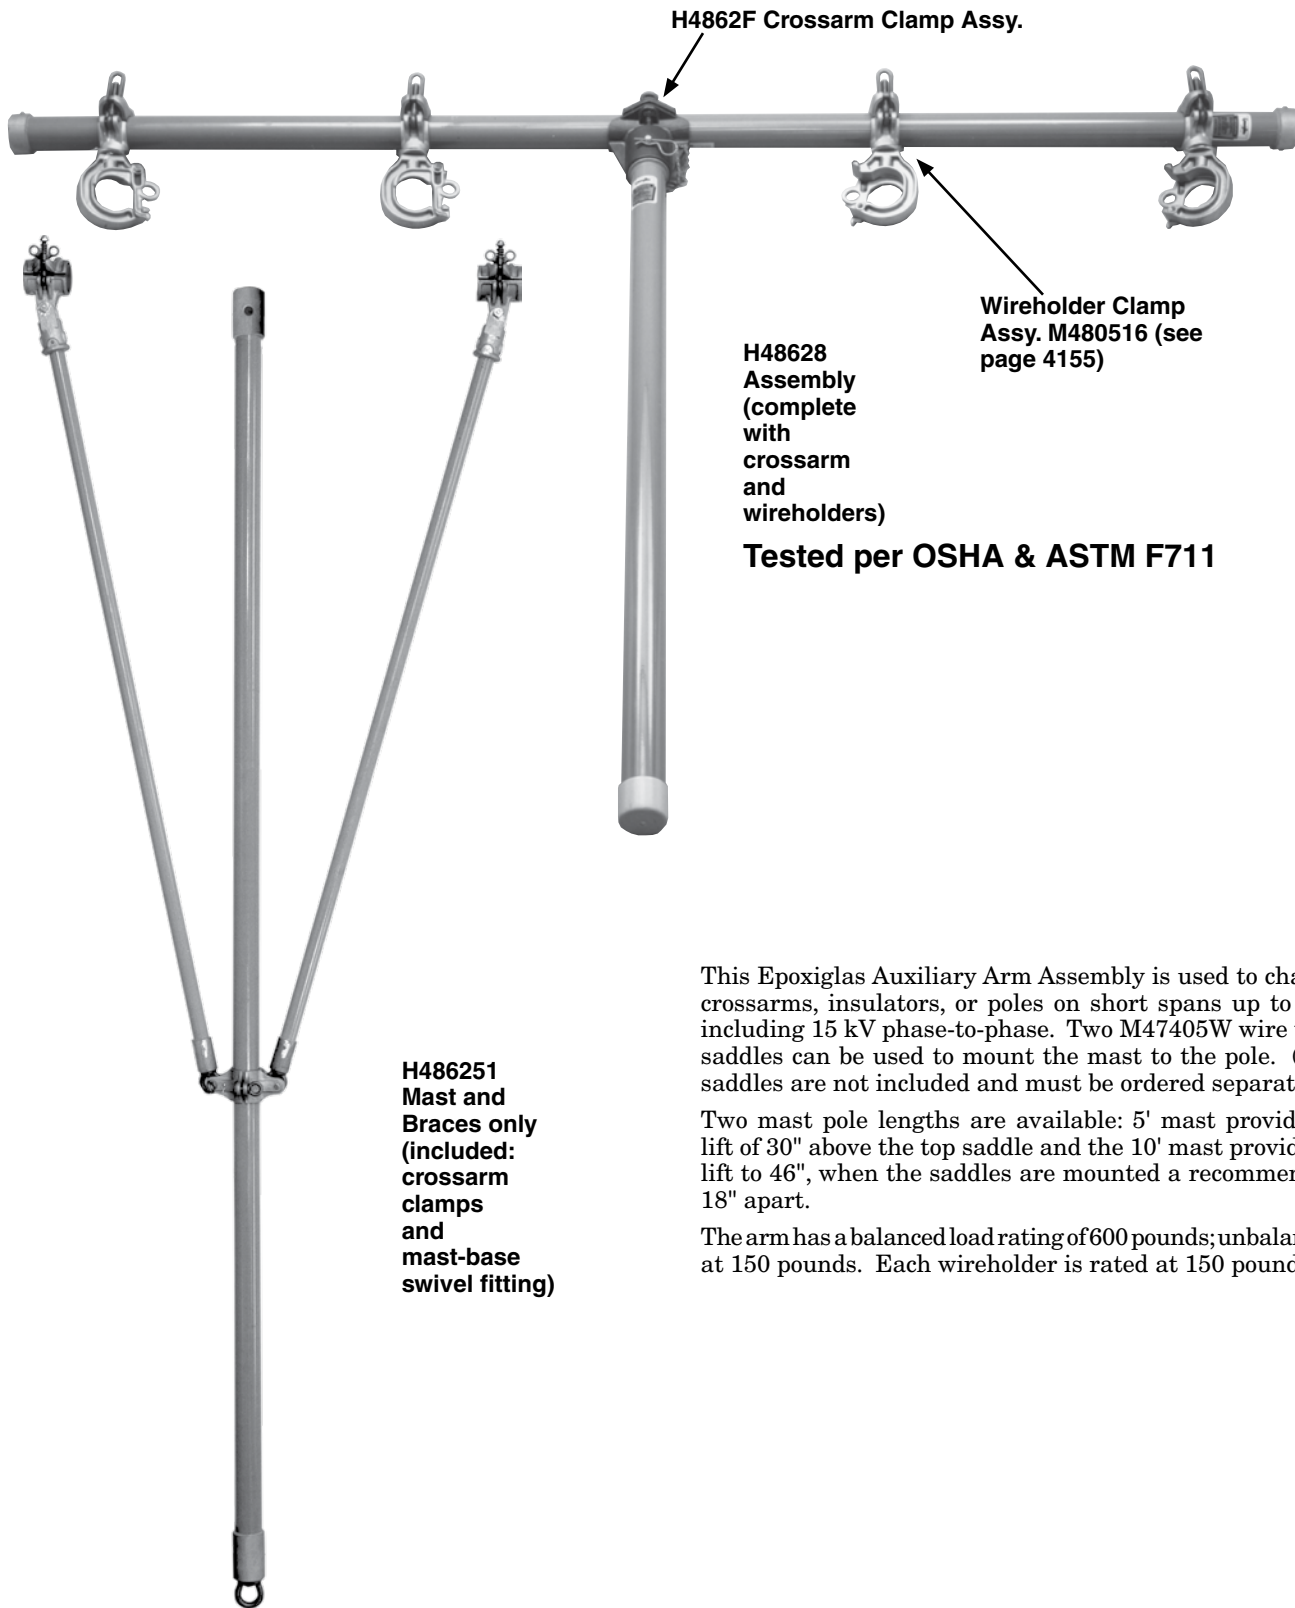 H4862F Crossarm Clamp Assy.
Wireholder Clamp
Assy. M480516 (see
page 4155)
H48628
Assembly
(complete
with
crossarm
and
wireholders)
Tested per OSHA & ASTM F711
H486251
Mast and
Braces only
(included:
crossarm
clamps
and
mast-base
swivel fitting)
This Epoxiglas Auxiliary Arm Assembly is used to cha
crossarms, insulators, or poles on short spans up to
including 15 kV phase-to-phase. Two M47405W wire
saddles can be used to mount the mast to the pole.
saddles are not included and must be ordered separat
Two mast pole lengths are available: 5' mast provid
lift of 30" above the top saddle and the 10' mast provid
lift to 46", when the saddles are mounted a recommen
18" apart.
The arm has a balanced load rating of 600 pounds; unbalan
at 150 pounds. Each wireholder is rated at 150 pound